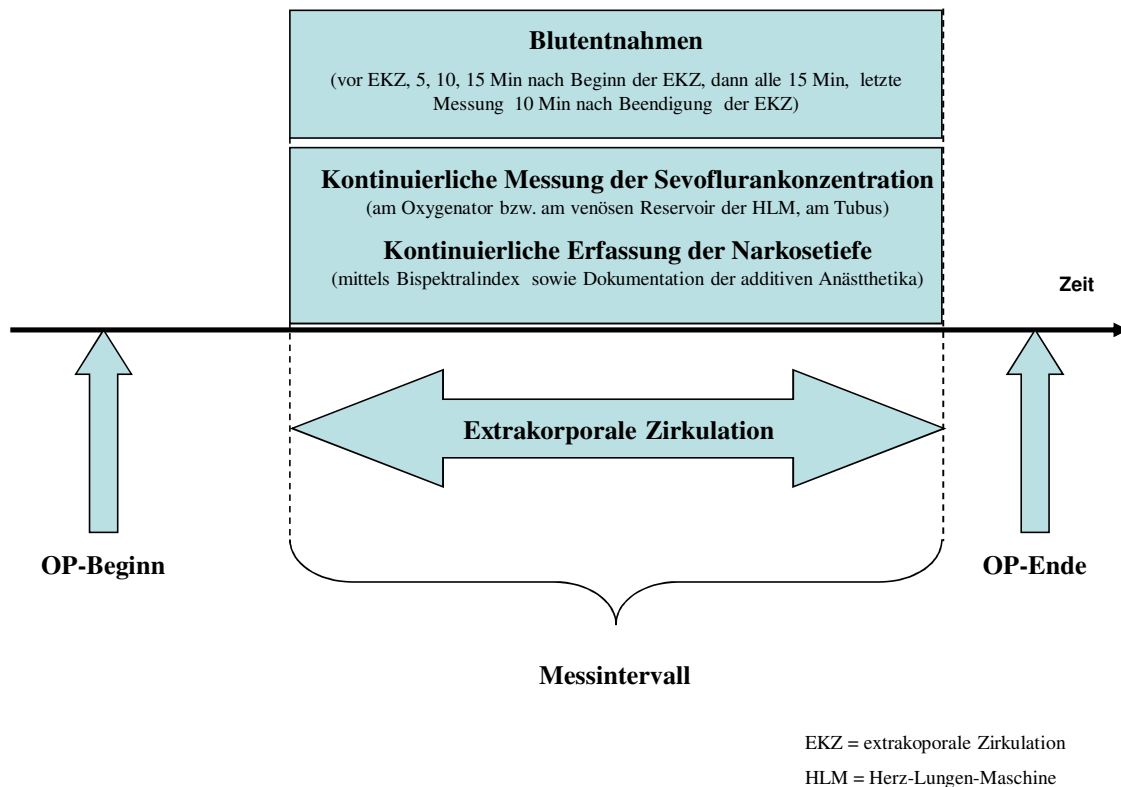 Blutentnahmen
(vor EKZ, 5, 10, 15 Min nach Beginn der EKZ, dann alle 15 Min, letzte
Messung 10 Min nach Beendigung der EKZ)
Kontinuierliche Messung der Sevoflurankonzentration
(am Oxygenator bzw. am venösen Reservoir der HLM, am Tubus)
Kontinuierliche Erfassung der Narkosetiefe
(mittels Bispektralindex sowie Dokumentation der additiven Anästthetika)
Zeit
Extrakorporale Zirkulation
OP-Beginn
OP-Ende
Messintervall
EKZ = extrakoporale Zirkulation
HLM = Herz-Lungen-Maschine